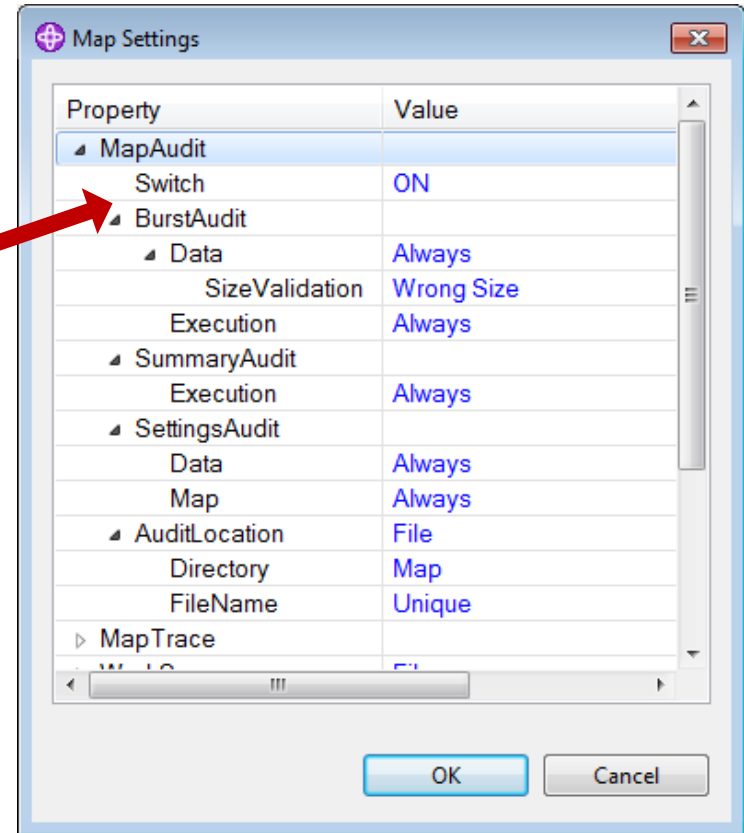 Map Settings
Property Value
MapAudit
Switch ON
BurstAudit
Data Always
SizeValidation Wrong Size
Execution Always
SummaryAudit
Execution Always
SettingsAudit
Data Always
Map Always
AuditLocation File
Directory Map
FileName Unique
MapTrace
OK Cancel